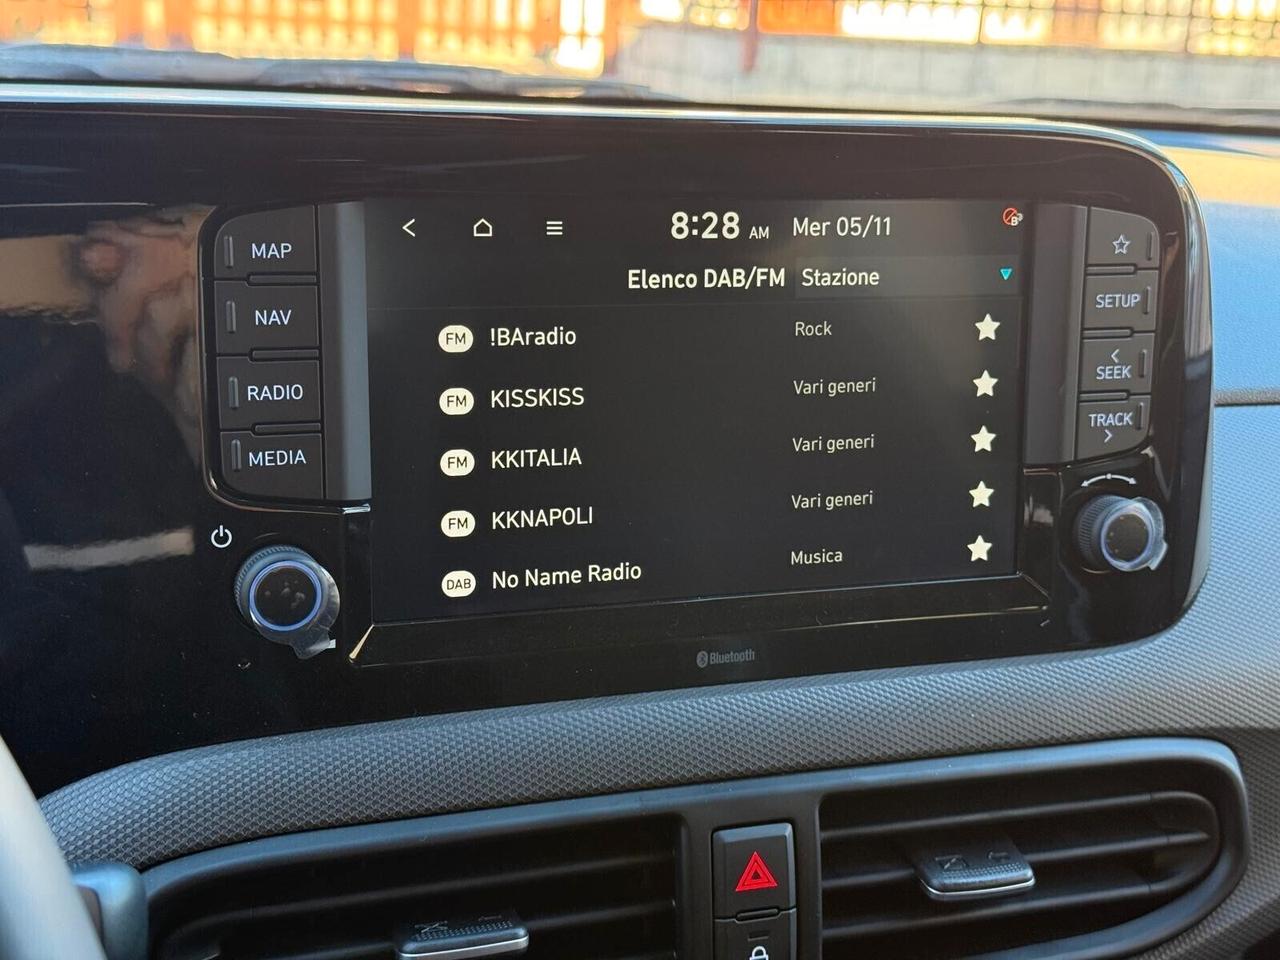 8:28 AM Mer 05/11
Elenco DAB/FM Stazione
FM !BAradio Rock
FM KISSKISS Vari generi
FM KKITALIA Vari generi
FM KKNAPOLI Vari generi
DAB No Name Radio Musica
MAP
NAV
RADIO
MEDIA
SETUP
< SEEK
TRACK >
Bluetooth